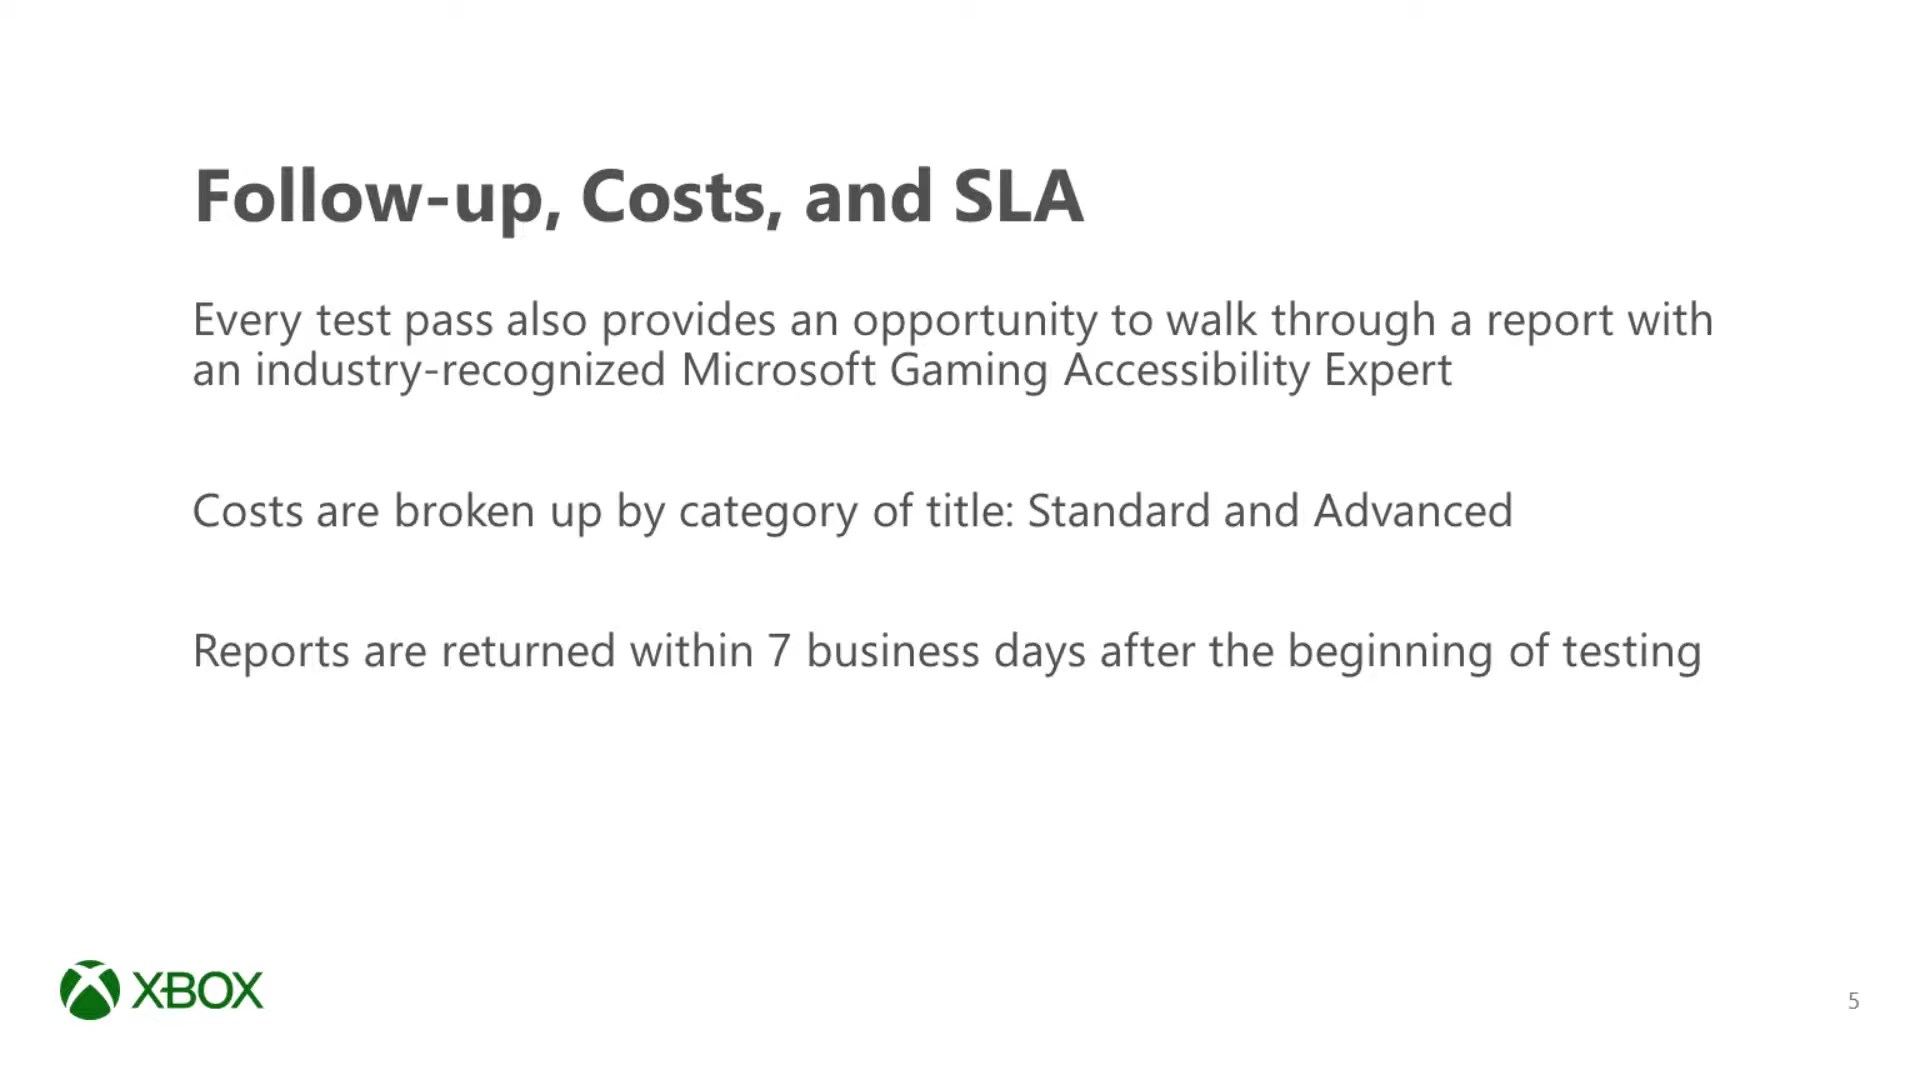 Follow-up, Costs, and SLA
Every test pass also provides an opportunity to walk through a report with
an industry-recognized Microsoft Gaming Accessibility Expert
Costs are broken up by category of title: Standard and Advanced
Reports are returned within 7 business days after the beginning of testing
XBOX
5